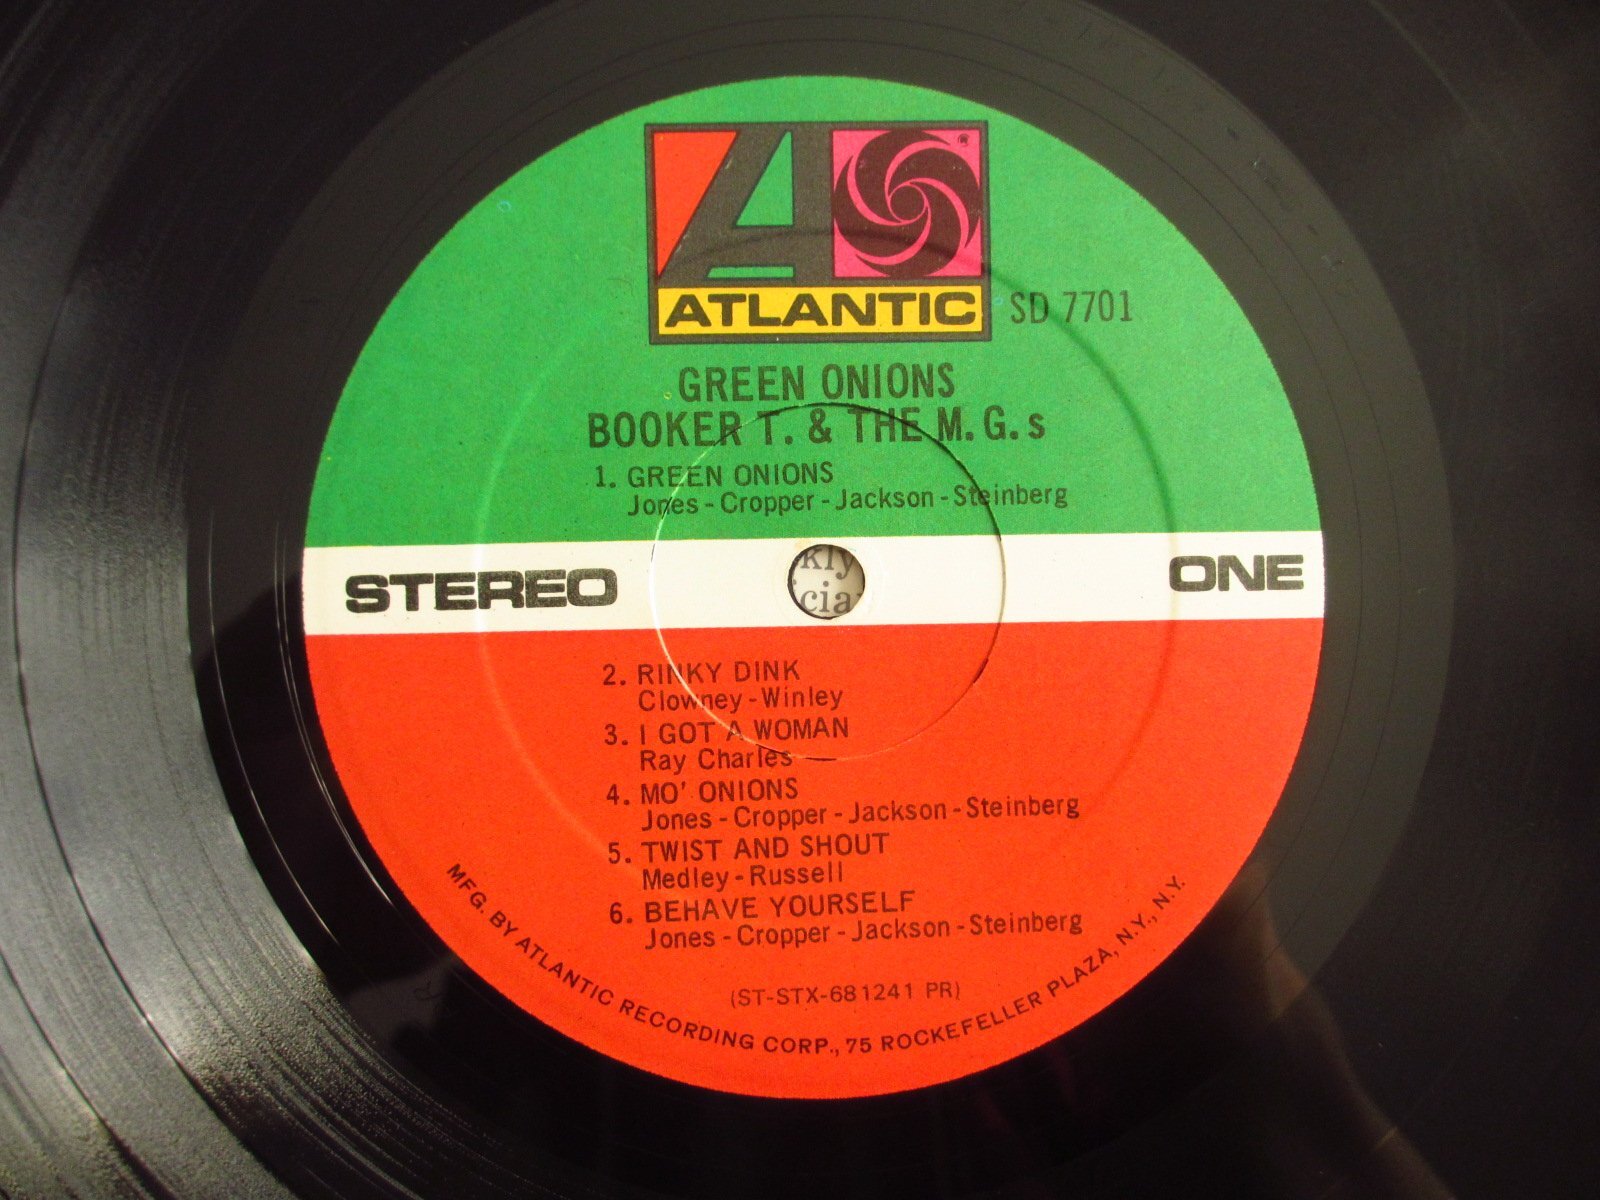 ATLANTIC
SD 7701
GREEN ONIONS
BOOKER T. & THE M.G.s
1. GREEN ONIONS
Jones - Cropper - Jackson - Steinberg
STEREO
ONE
kly
cia
2. RINKY DINK
Clowney - Winley
3. I GOT A WOMAN
Ray Charles
4. MO' ONIONS
Jones - Cropper - Jackson - Steinberg
5. TWIST AND SHOUT
Medley - Russell
6. BEHAVE YOURSELF
Jones - Cropper - Jackson - Steinberg
(ST-STX-681241 PR)
MFG. BY ATLANTIC RECORDING CORP., 75 ROCKEFELLER PLAZA, N.Y., N.Y.